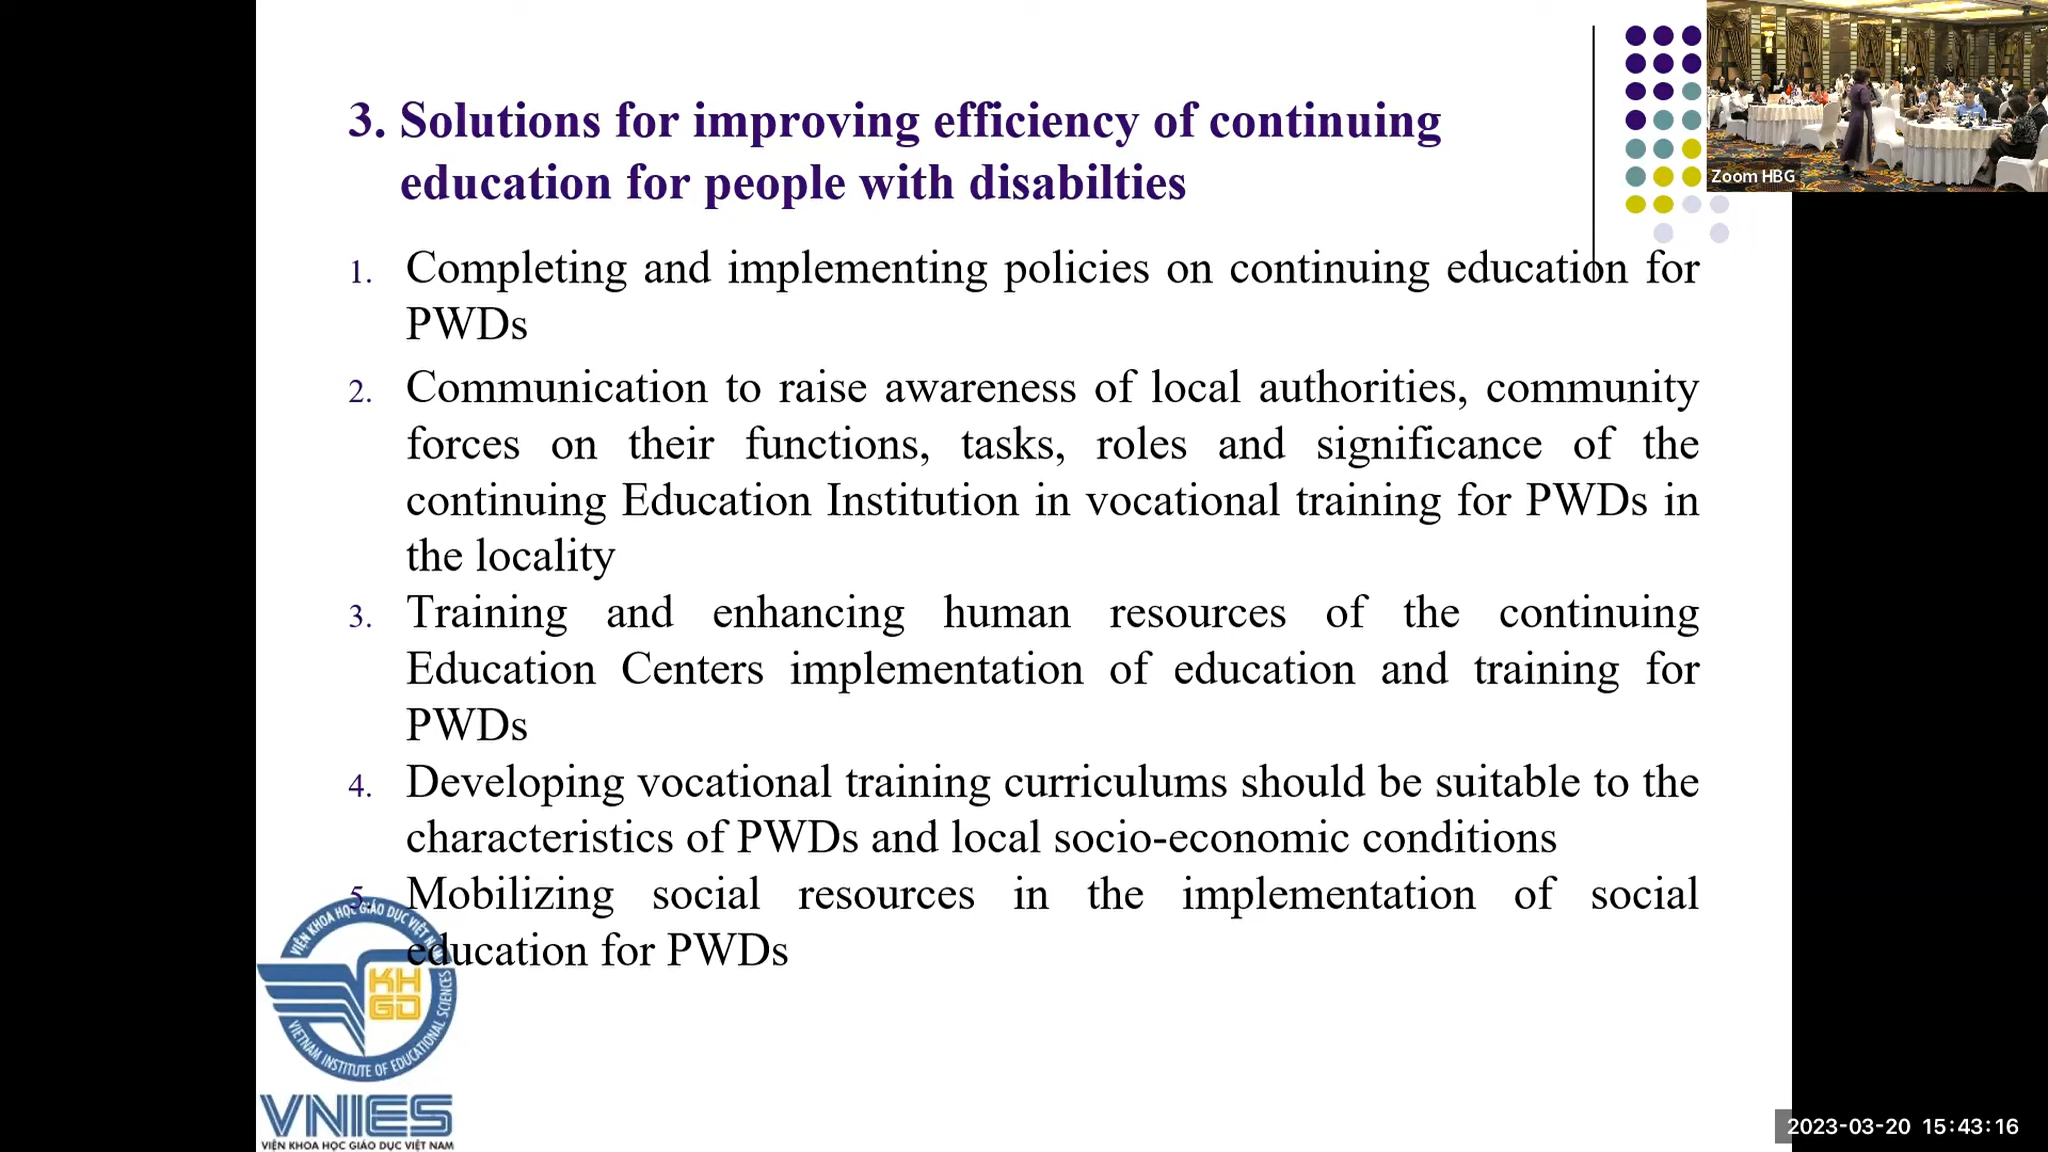 3. Solutions for improving efficiency of continuing
education for people with disabilties
1. Completing and implementing policies on continuing education for
PWDs
2. Communication to raise awareness of local authorities, community
forces on their functions, tasks, roles and significance of the
continuing Education Institution in vocational training for PWDs in
the locality
3. Training and enhancing human resources of the continuing
Education Centers implementation of education and training for
PWDs
4. Developing vocational training curriculums should be suitable to the
characteristics of PWDs and local socio-economic conditions
5. Mobilizing social resources in the implementation of social
education for PWDs
Zoom HBG
VIỆN KHOA HỌC GIÁO DỤC VIỆT NAM
KH
GD
VIETNAM INSTITUTE OF EDUCATIONAL SCIENCES
VNIES
VIỆN KHOA HỌC GIÁO DỤC VIỆT NAM
2023-03-20 15:43:16